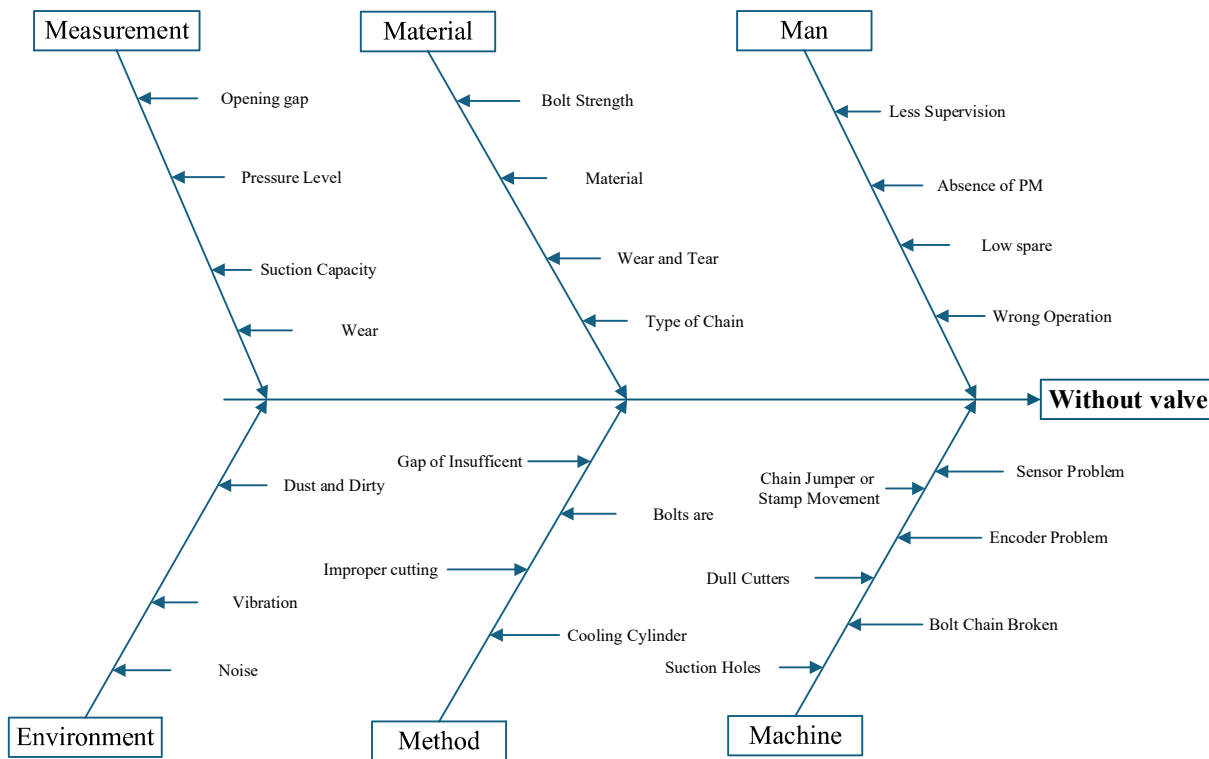 Measurement
Material
Man
Opening gap
Bolt Strength
Less Supervision
Pressure Level
Material
Absence of PM
Suction Capacity
Wear and Tear
Low spare
Wear
Type of Chain
Wrong Operation
Without valve
Dust and Dirty
Gap of Insufficent
Chain Jumper or
Stamp Movement
Sensor Problem
Bolts are
Encoder Problem
Improper cutting
Dull Cutters
Vibration
Cooling Cylinder
Bolt Chain Broken
Noise
Suction Holes
Environment
Method
Machine